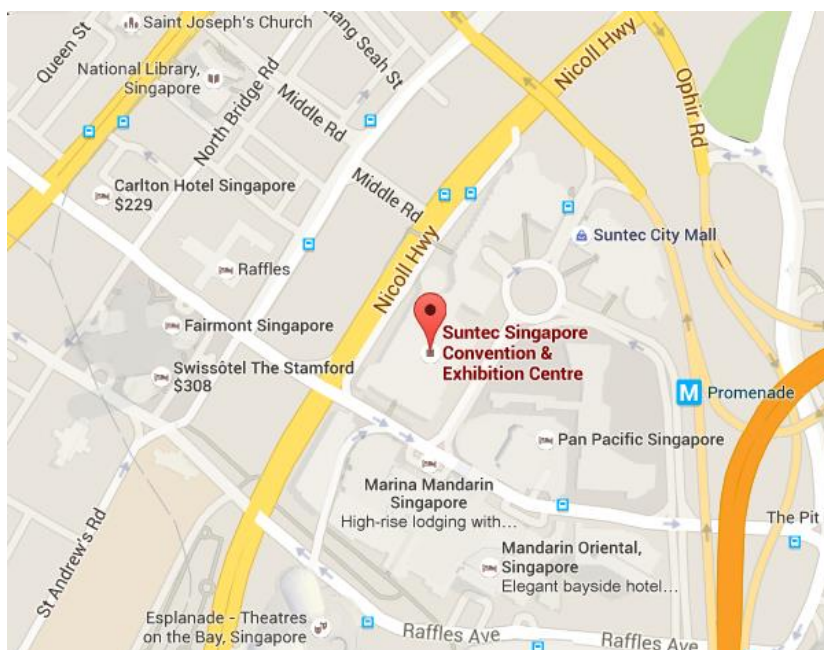 Saint Joseph's Church
Queen St
National Library,
Singapore
North Bridge Rd
Liang Seah St
Middle Rd
Nicoll Hwy
Ophir Rd
Carlton Hotel Singapore
$229
Middle Rd
Suntec City Mall
Raffles
Nicoll Hwy
Fairmont Singapore
Suntec Singapore
Convention &
Exhibition Centre
Swissôtel The Stamford
$308
M Promenade
Pan Pacific Singapore
Marina Mandarin
Singapore
High-rise lodging with...
The Pit
St Andrew's Rd
Mandarin Oriental,
Singapore
Elegant bayside hotel...
Esplanade - Theatres
on the Bay, Singapore
Raffles Ave
Raffles Ave